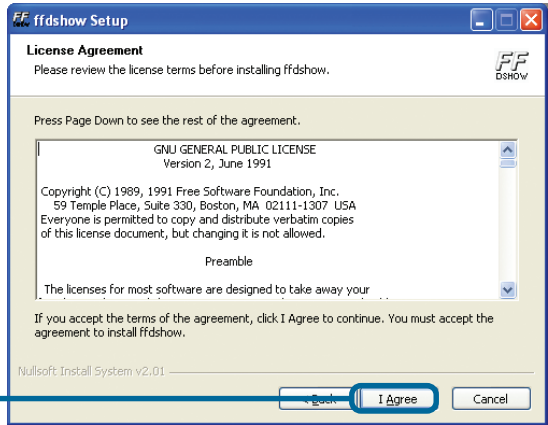 ffdshow Setup
License Agreement
Please review the license terms before installing ffdshow.
FF
DSHOW
Press Page Down to see the rest of the agreement.
GNU GENERAL PUBLIC LICENSE
Version 2, June 1991
Copyright (C) 1989, 1991 Free Software Foundation, Inc.
59 Temple Place, Suite 330, Boston, MA 02111-1307 USA
Everyone is permitted to copy and distribute verbatim copies
of this license document, but changing it is not allowed.
Preamble
The licenses for most software are designed to take away your
If you accept the terms of the agreement, click I Agree to continue. You must accept the
agreement to install ffdshow.
Nullsoft Install System v2.01
I Agree
Cancel